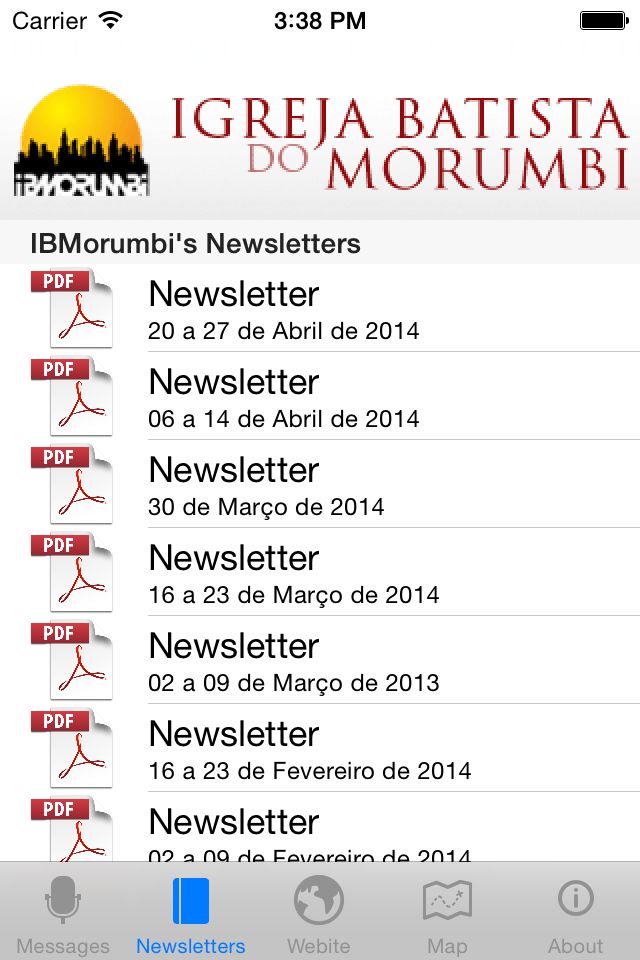 Carrier 3:38 PM
IBMORUMBI
IGREJA BATISTA
DO MORUMBI
IBMorumbi's Newsletters
PDF
Newsletter
20 a 27 de Abril de 2014
PDF
Newsletter
06 a 14 de Abril de 2014
PDF
Newsletter
30 de Março de 2014
PDF
Newsletter
16 a 23 de Março de 2014
PDF
Newsletter
02 a 09 de Março de 2013
PDF
Newsletter
16 a 23 de Fevereiro de 2014
PDF
Newsletter
02 a 09 de Fevereiro de 2014
Messages Newsletters Webite Map About